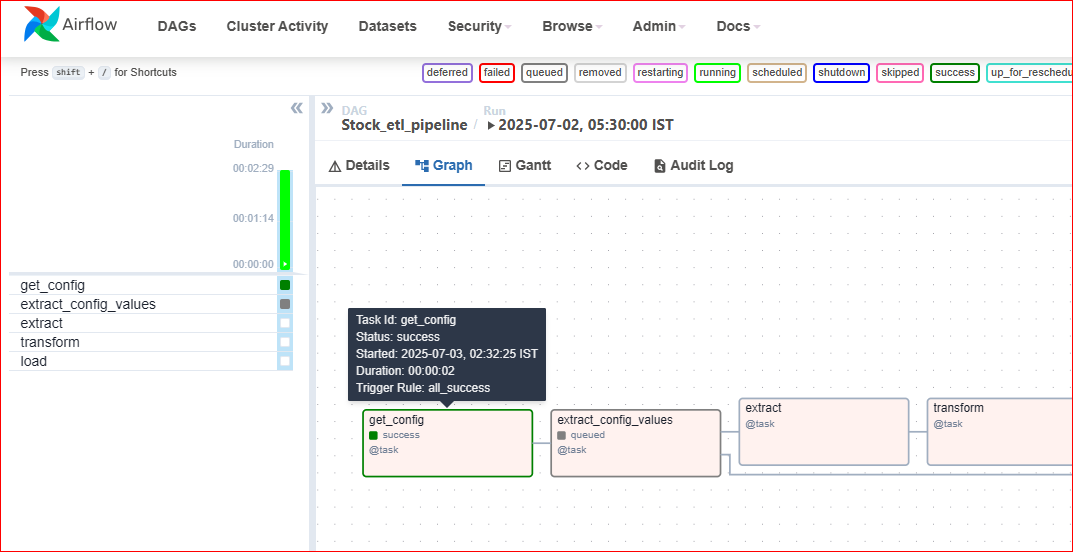 Airflow DAGs Cluster Activity Datasets Security Browse Admin Docs
Press shift + / for Shortcuts
deferred failed queued removed restarting running scheduled shutdown skipped success
DAG Run
Stock_etl_pipeline / 2025-07-02, 05:30:00 IST
Details Graph Gantt Code Audit Log
Duration
00:02:29
00:01:14
00:00:00
get_config
extract_config_values
extract
transform
load
Task Id: get_config
Status: success
Started: 2025-07-03, 02:32:25 IST
Duration: 00:00:02
Trigger Rule: all_success
get_config
success
@task
extract_config_values
queued
@task
extract
@task
transform
@task